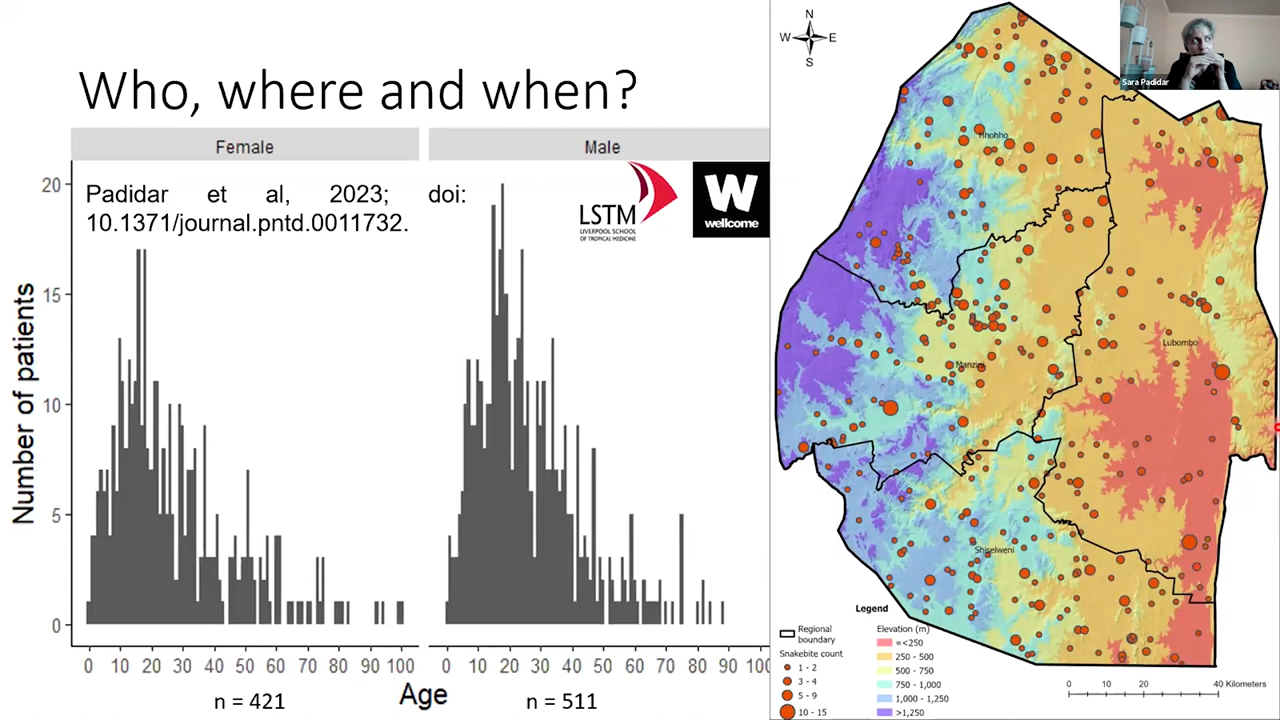 Who, where and when?
Female
Male
Padidar et al, 2023; doi:
10.1371/journal.pntd.0011732.
LSTM
LIVERPOOL SCHOOL
OF TROPICAL MEDICINE
W
wellcome
Number of patients
20
15
10
5
0
0 10 20 30 40 50 60 70 80 90 100
0 10 20 30 40 50 60 70 80 90 100
Age
n = 421
n = 511
N
W E
S
Sara Padidar
Hhohho
Manzini
Lubombo
Shiselweni
Legend
Regional
boundary
Snakebite count
1 - 2
3 - 4
5 - 9
10 - 15
Elevation (m)
=<250
250 - 500
500 - 750
750 - 1,000
1,000 - 1,250
>1,250
0 10 20 40 Kilometers